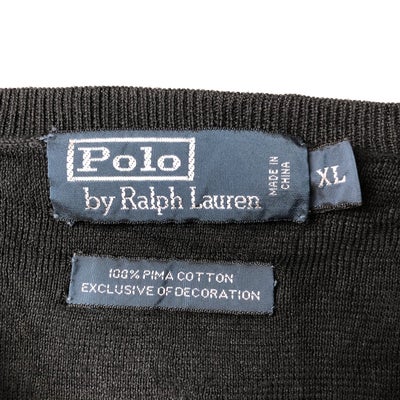 Polo
by Ralph Lauren
MADE IN
CHINA
XL
100% PIMA COTTON
EXCLUSIVE OF DECORATION